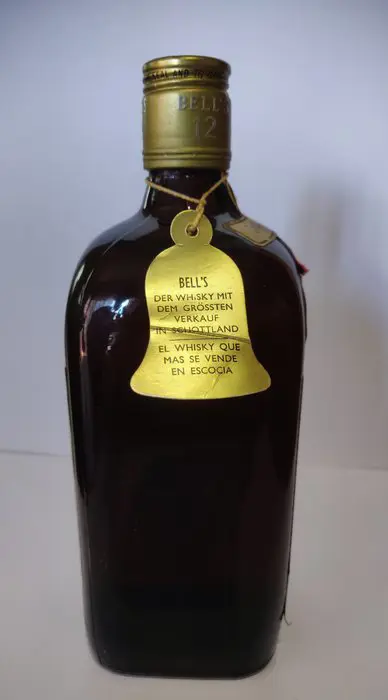 BELL'S
12
BELL'S
DER WHISKY MIT
DEM GRÖSSTEN
VERKAUF
IN SCHOTTLAND
EL WHISKY QUE
MAS SE VENDE
EN ESCOCIA